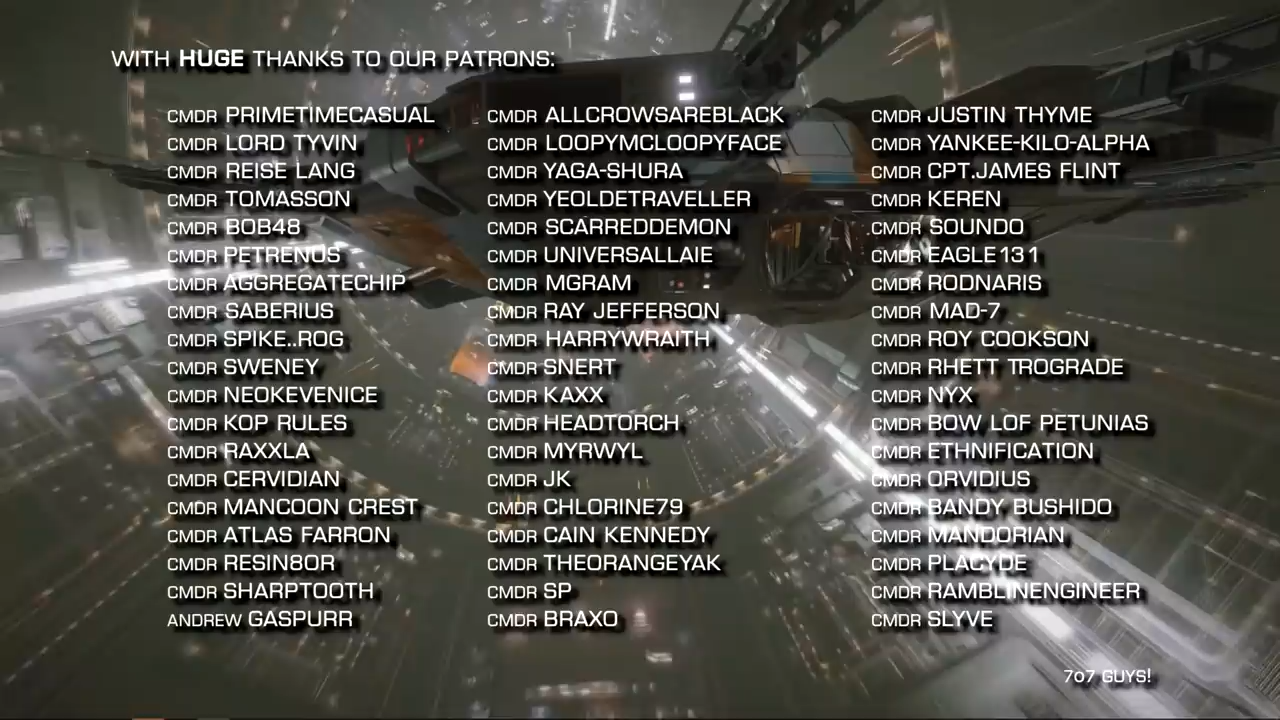 WITH HUGE THANKS TO OUR PATRONS:
CMDR PRIMETIMECASUAL
CMDR LORD TYVIN
CMDR REISE LANG
CMDR TOMASSON
CMDR BOB48
CMDR PETRENOS
CMDR AGGREGATECHIP
CMDR SABERIUS
CMDR SPIKE..ROG
CMDR SWENEY
CMDR NEOKEVENICE
CMDR KOP RULES
CMDR RAXXLA
CMDR CERVIDIAN
CMDR MANCOON CREST
CMDR ATLAS FARRON
CMDR RESIN8OR
CMDR SHARPTOOTH
ANDREW GASPURR
CMDR ALLCROWSAREBLACK
CMDR LOOPYMCLOOPYFACE
CMDR YAGA-SHURA
CMDR YEOLDETRAVELLER
CMDR SCARREDDEMON
CMDR UNIVERSALLAIE
CMDR MGRAM
CMDR RAY JEFFERSON
CMDR HARRYWRAITH
CMDR SNERT
CMDR KAXX
CMDR HEADTORCH
CMDR MYRWYL
CMDR JK
CMDR CHLORINE79
CMDR CAIN KENNEDY
CMDR THEORANGEYAK
CMDR SP
CMDR BRAXO
CMDR JUSTIN THYME
CMDR YANKEE-KILO-ALPHA
CMDR CPT.JAMES FLINT
CMDR KEREN
CMDR SOUNDO
CMDR EAGLE131
CMDR RODNARIS
CMDR MAD-7
CMDR ROY COOKSON
CMDR RHETT TROGRADE
CMDR NYX
CMDR BOW LOF PETUNIAS
CMDR ETHNIFICATION
CMDR ORVIDIUS
CMDR BANDY BUSHIDO
CMDR MANDORIAN
CMDR PLACYDE
CMDR RAMBLINENGINEER
CMDR SLYVE
7o7 GUYS!